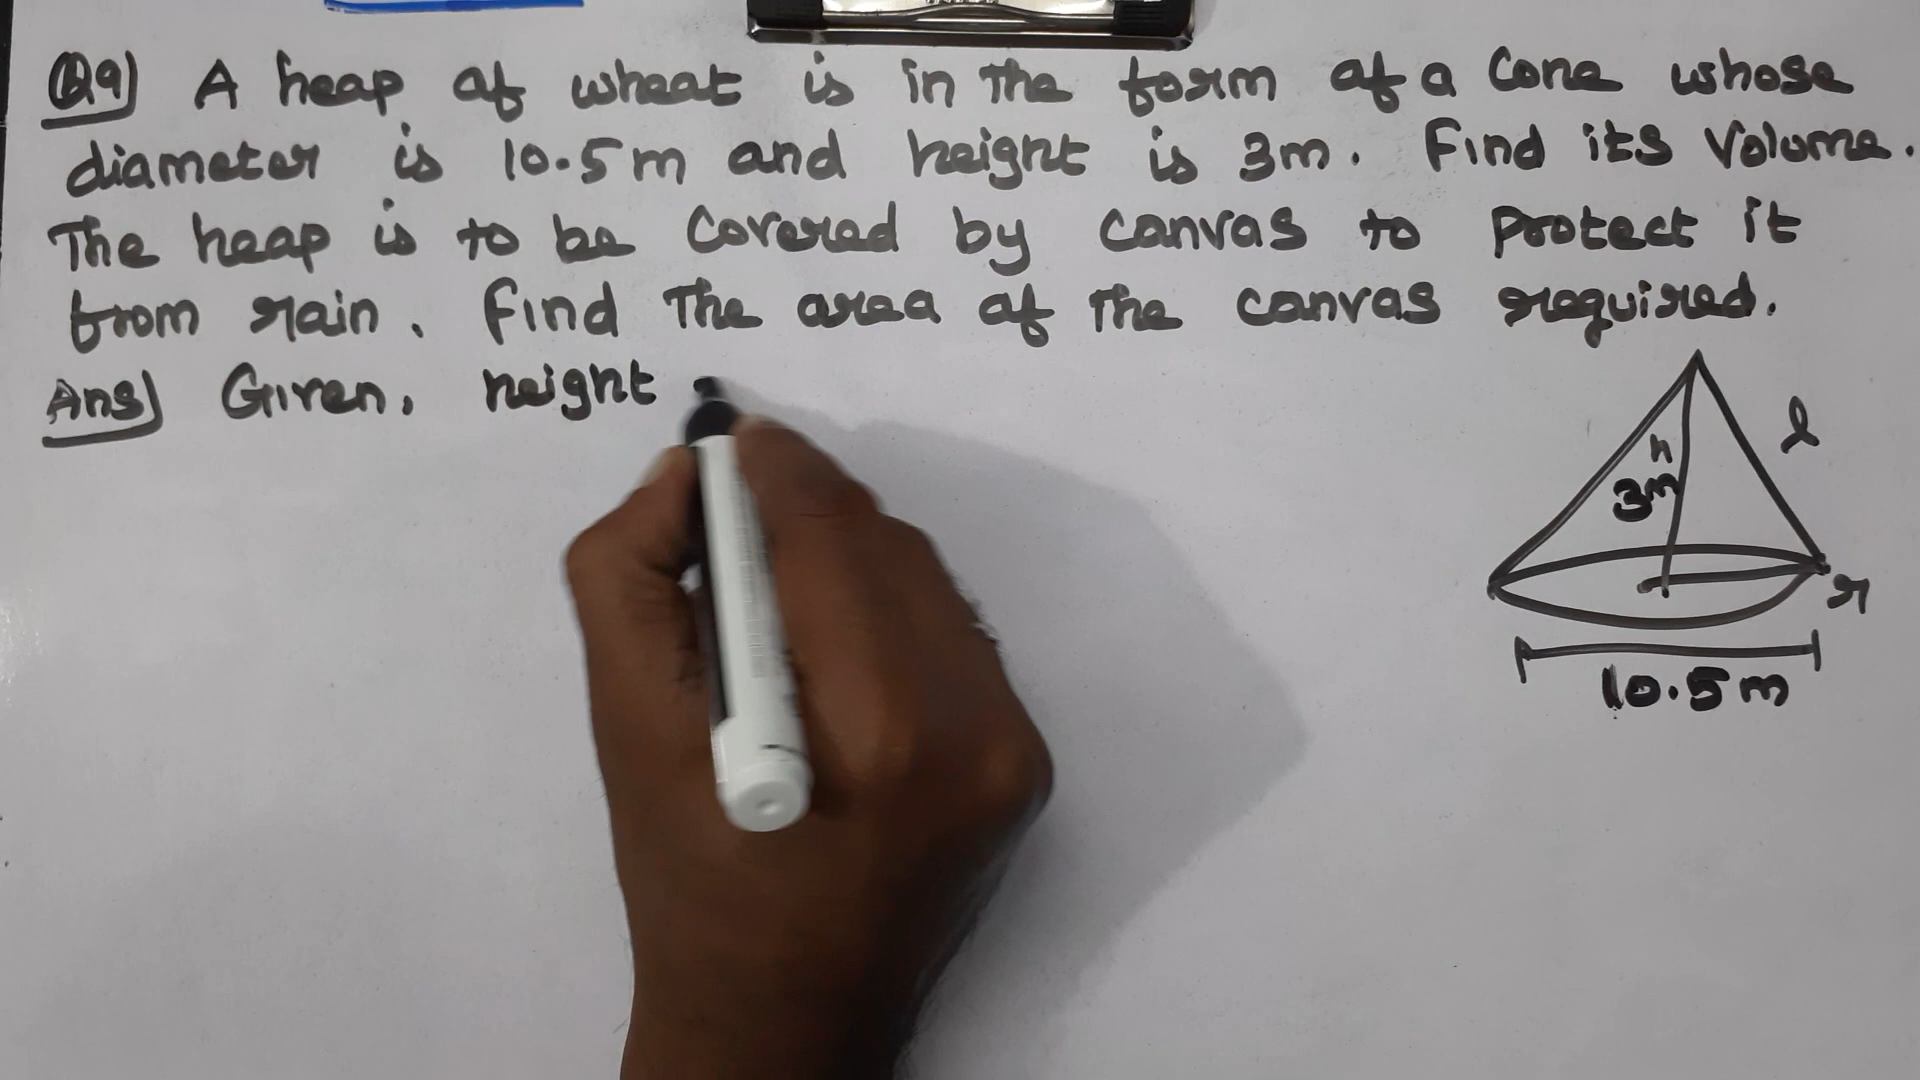 Q9) A heap of wheat is in the form of a cone whose
diameter is 10.5m and height is 3m. Find its Volume.
The heap is to be covered by canvas to protect it
from rain. Find the area of the canvas required.
Ans) Given, height
l
h
3m
r
10.5m